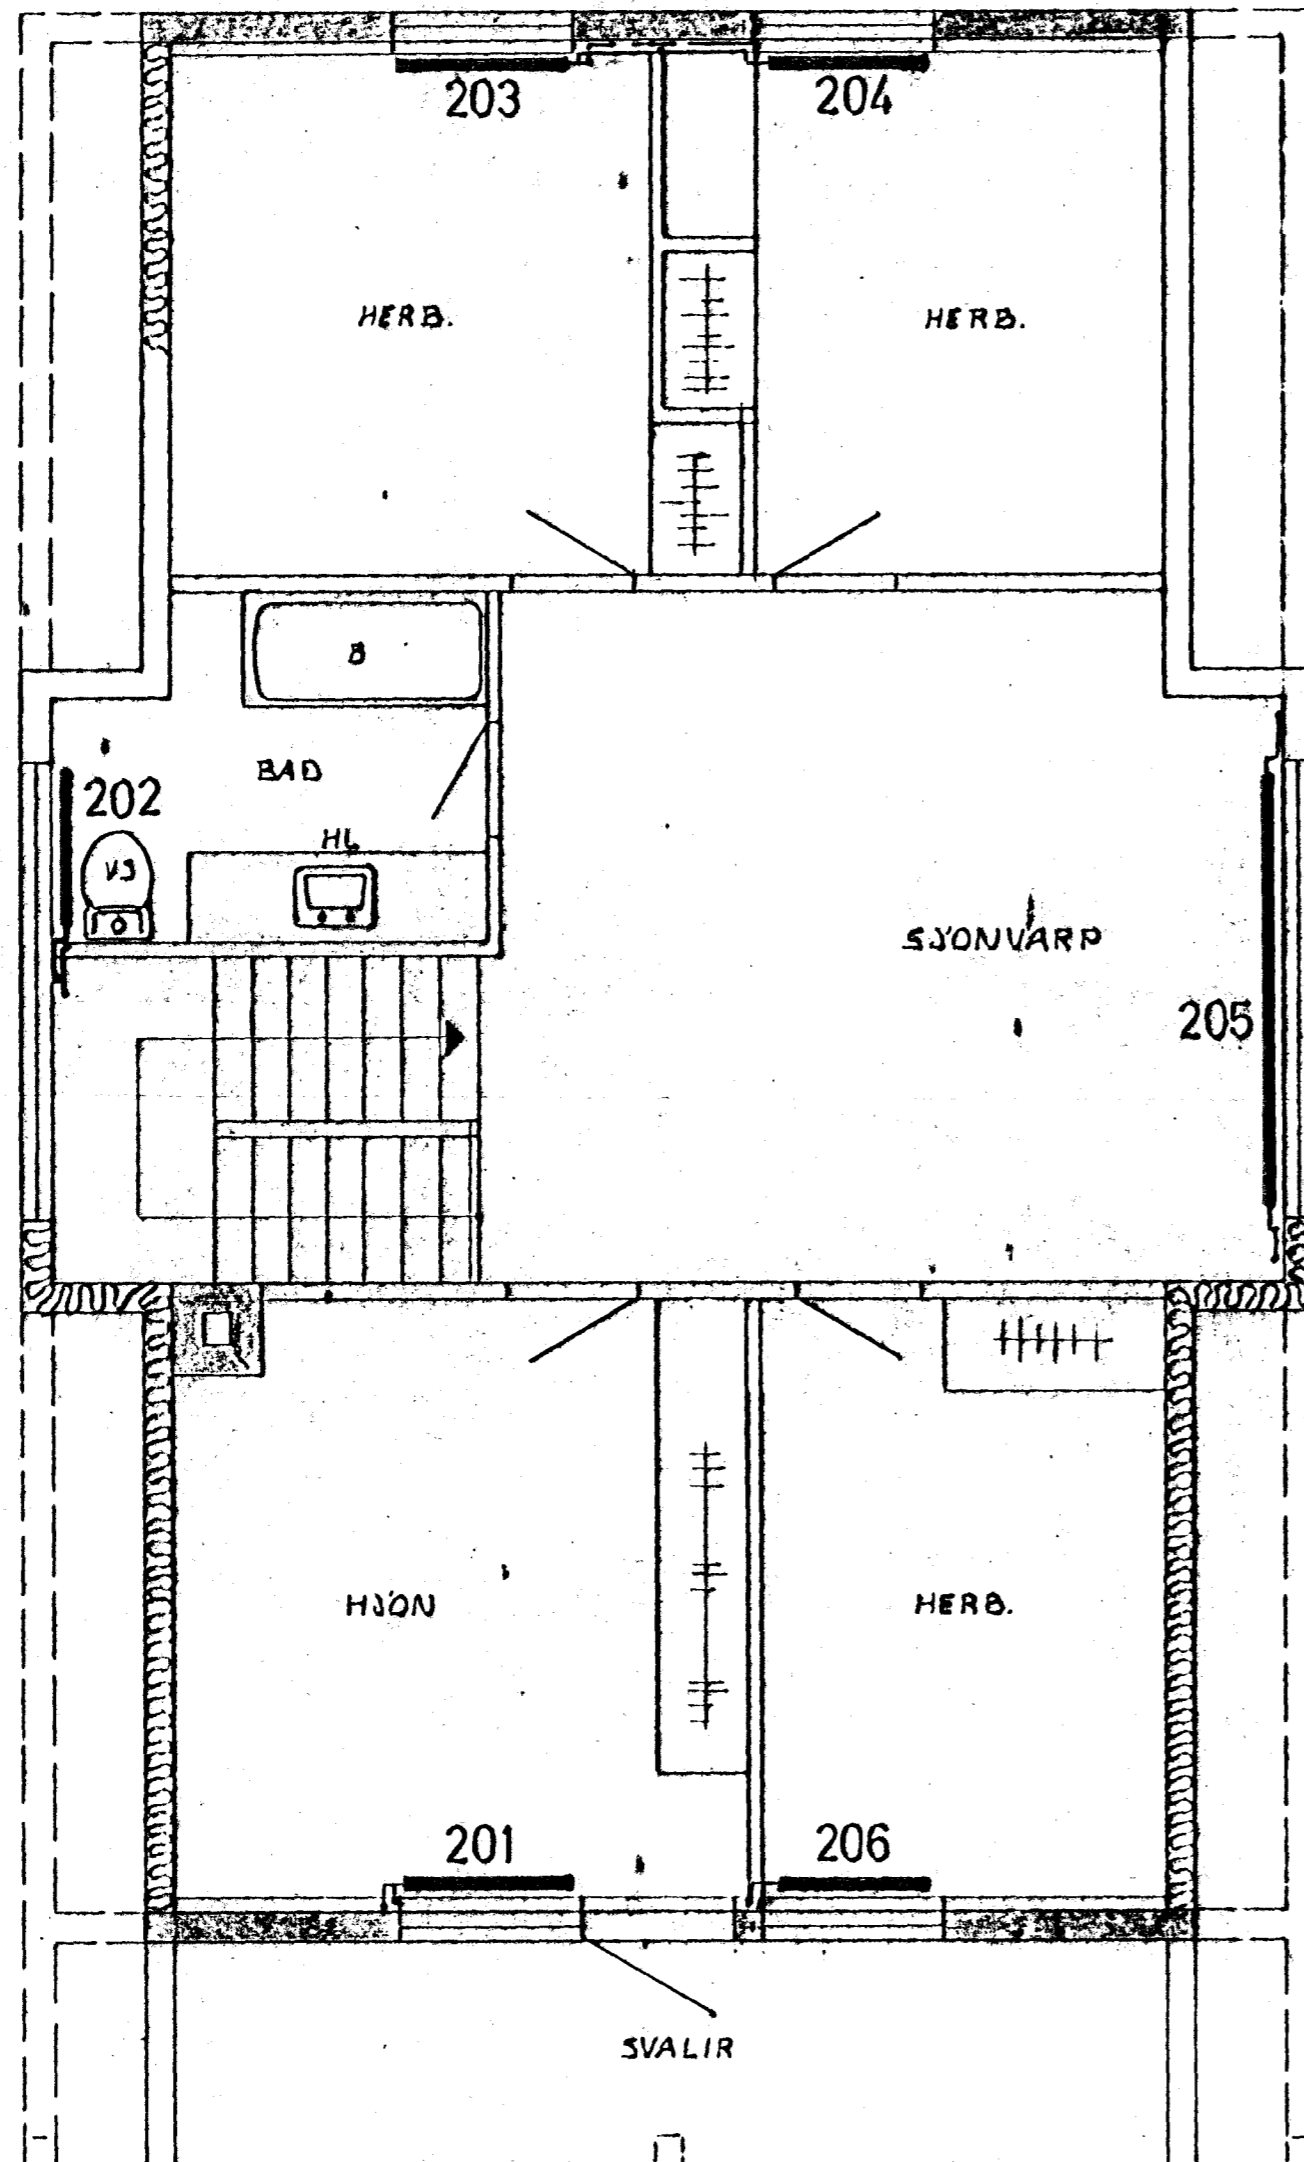 203
204
HERB.
HERB.
B
BAD
202
HL
VS
SJÓNVARP
205
HJÓN
HERB.
201
206
SVALIR